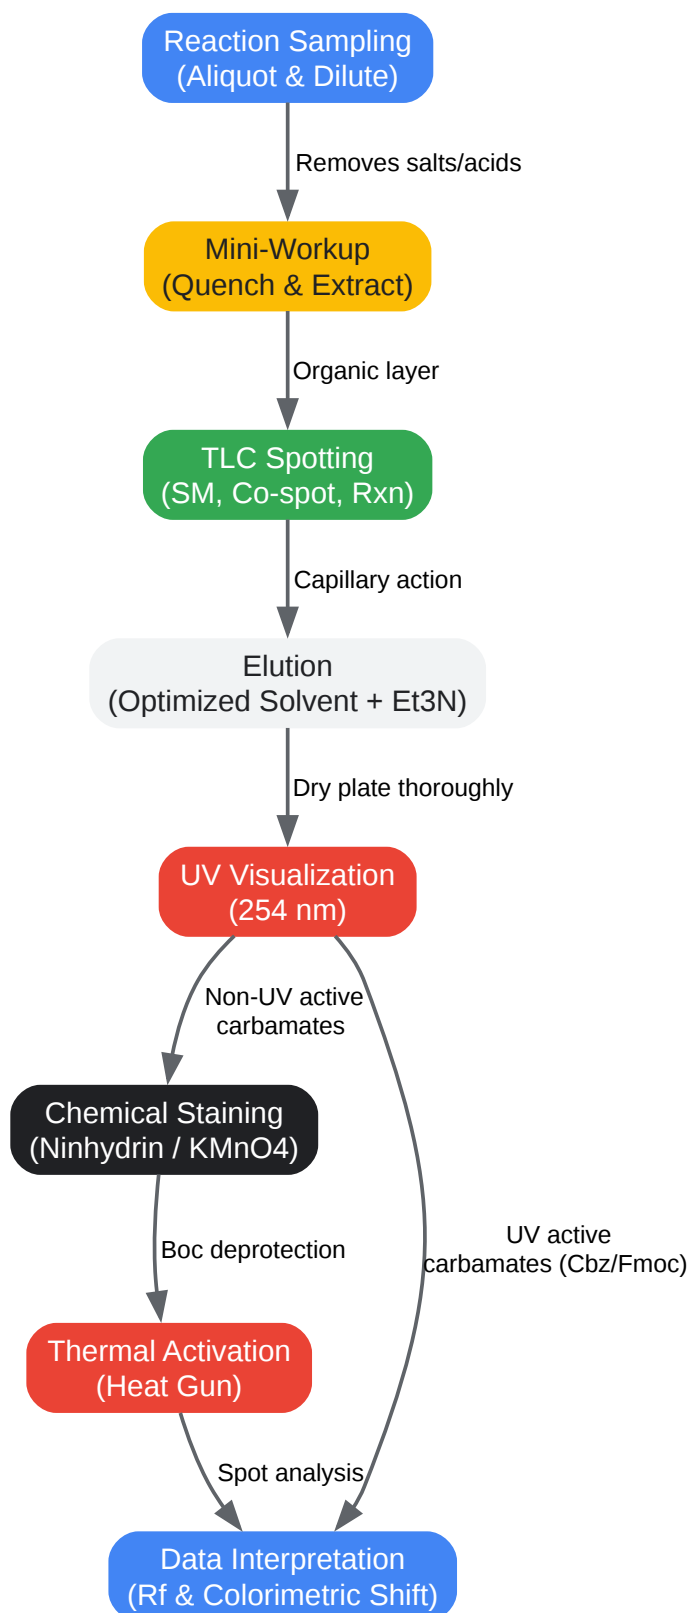 Reaction Sampling
(Aliquot & Dilute)
Removes salts/acids
Mini-Workup
(Quench & Extract)
Organic layer
TLC Spotting
(SM, Co-spot, Rxn)
Capillary action
Elution
(Optimized Solvent + Et3N)
Dry plate thoroughly
UV Visualization
(254 nm)
Non-UV active
carbamates
Chemical Staining
(Ninhydrin / KMnO4)
UV active
carbamates (Cbz/Fmoc)
Boc deprotection
Thermal Activation
(Heat Gun)
Spot analysis
Data Interpretation
(Rf & Colorimetric Shift)